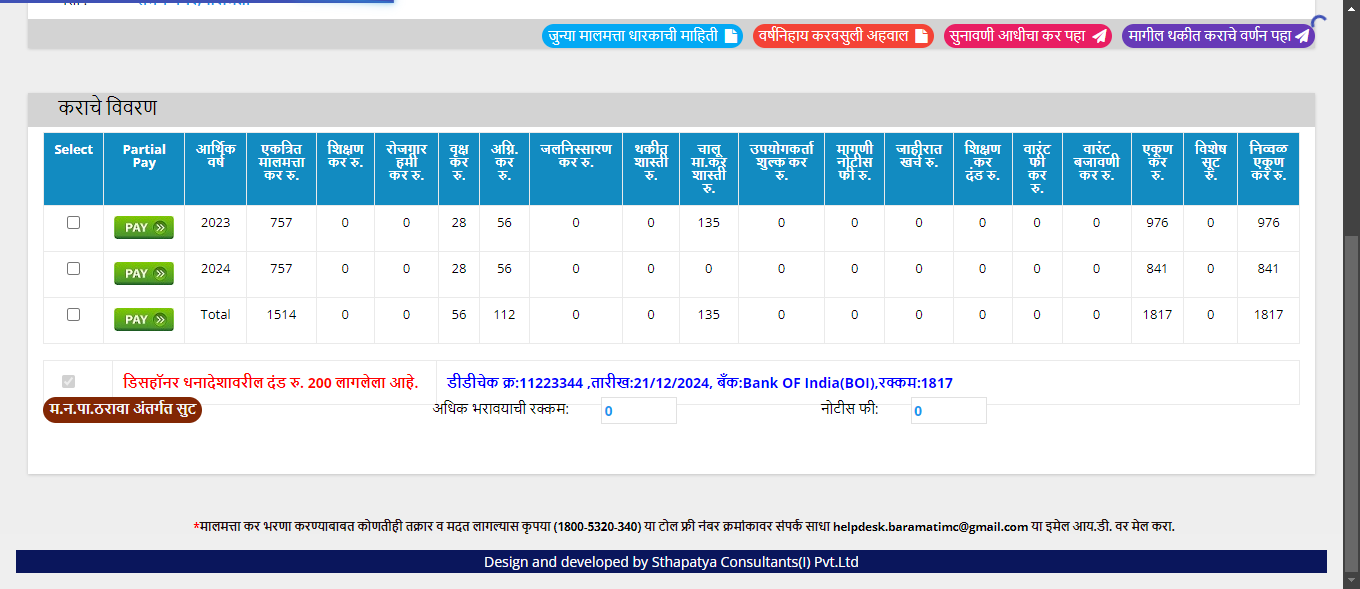 जुन्या मालमत्ता धारकाची माहिती वर्षनिहाय करवसुली अहवाल सुनावणी आधीचा कर पहा मागील थकीत कराचे वर्णन पहा
कराचे विवरण
Select Partial Pay आर्थिक वर्ष एकत्रित मालमत्ता कर रु. शिक्षण कर रु. रोजगार हमी कर रु. वृक्ष कर रु. अग्नि. कर रु. जलनिस्सारण कर रु. थकीत शास्ती रु. चालू मा.कर शास्ती रु. उपयोगकर्ता शुल्क कर रु. मागणी नोटीस फी रु. जाहीरात खर्च रु. शिक्षण कर दंड रु. वारंट फी कर रु. वारंट बजावणी कर रु. एकूण कर रु. विशेष सूट रु. निव्वळ एकूण कर रु.
PAY 2023 757 0 0 28 56 0 0 135 0 0 0 0 0 0 976 0 976
PAY 2024 757 0 0 28 56 0 0 0 0 0 0 0 0 0 841 0 841
PAY Total 1514 0 0 56 112 0 0 135 0 0 0 0 0 0 1817 0 1817
डिसहॉनर धनादेशावरील दंड रु. 200 लागलेला आहे. डीडीचेक क्र:11223344 ,तारीख:21/12/2024, बँक:Bank OF India(BOI),रक्कम:1817
म.न.पा.ठरावा अंतर्गत सुट अधिक भरावयाची रक्कम: 0 नोटीस फी: 0
*मालमत्ता कर भरणा करण्याबाबत कोणतीही तक्रार व मदत लागल्यास कृपया (1800-5320-340) या टोल फ्री नंबर क्रमांकावर संपर्क साधा helpdesk.baramatimc@gmail.com या इमेल आय.डी. वर मेल करा.
Design and developed by Sthapatya Consultants(I) Pvt.Ltd